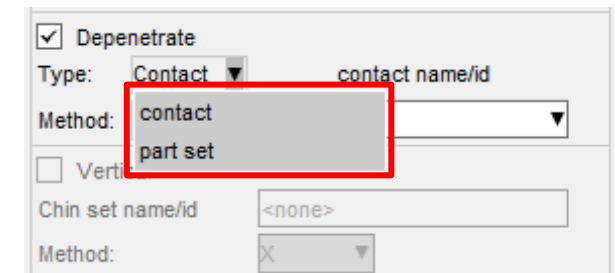 Depenetrate
Type: Contact contact name/id
Method: contact
part set
Chin set name/id <none>
Method: X